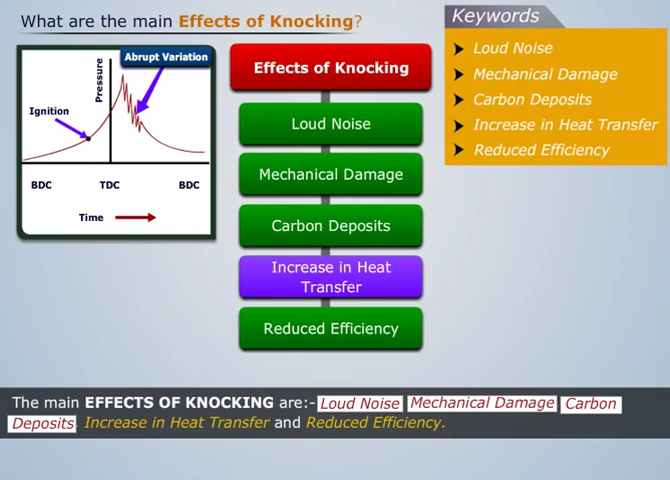 What are the main Effects of Knocking?
Abrupt Variation
Pressure
Ignition
BDC TDC BDC
Time
Effects of Knocking
Loud Noise
Mechanical Damage
Carbon Deposits
Increase in Heat
Transfer
Reduced Efficiency
Keywords
Loud Noise
Mechanical Damage
Carbon Deposits
Increase in Heat Transfer
Reduced Efficiency
The main EFFECTS OF KNOCKING are:- Loud Noise Mechanical Damage Carbon
Deposits, Increase in Heat Transfer and Reduced Efficiency.